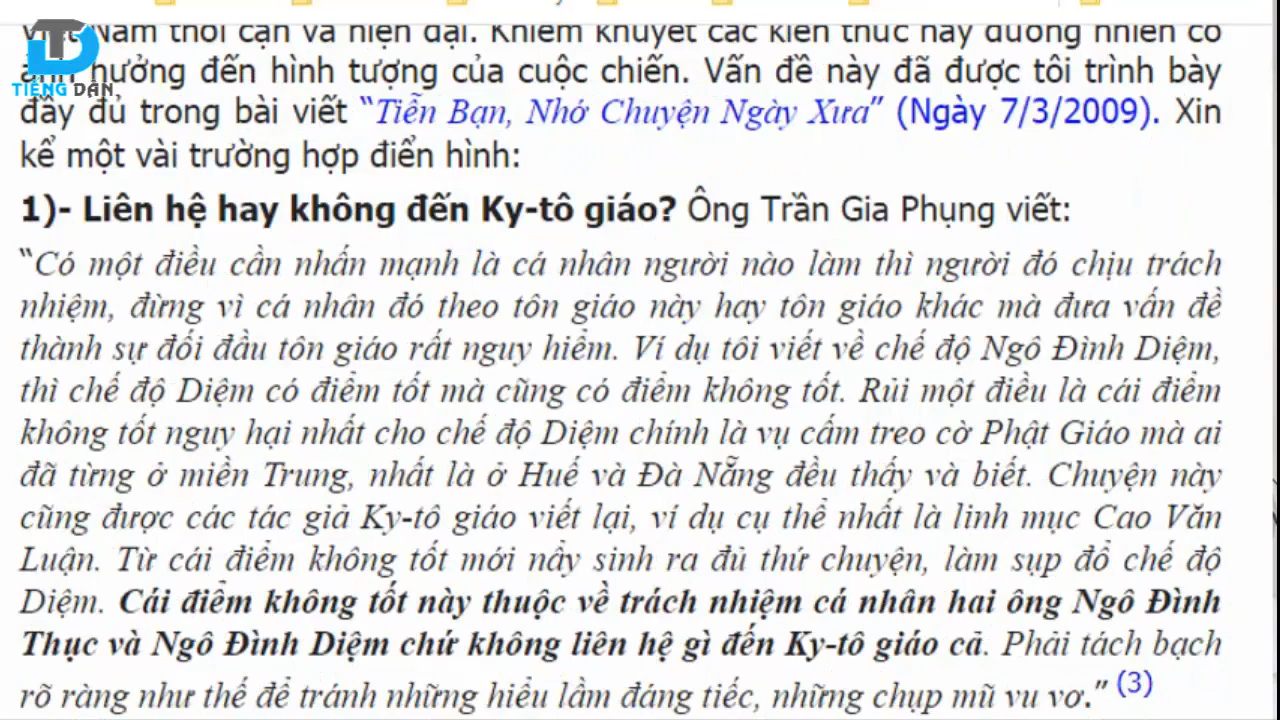 Việt Nam thời cận và hiện đại. Khiếm khuyết các kiến thức này đương nhiên có
ảnh hưởng đến hình tượng của cuộc chiến. Vấn đề này đã được tôi trình bày
TIẾNG DÂN
đầy đủ trong bài viết “Tiễn Bạn, Nhớ Chuyện Ngày Xưa” (Ngày 7/3/2009). Xin
kể một vài trường hợp điển hình:
1)- Liên hệ hay không đến Ky-tô giáo? Ông Trần Gia Phụng viết:
“Có một điều cần nhấn mạnh là cá nhân người nào làm thì người đó chịu trách
nhiệm, đừng vì cá nhân đó theo tôn giáo này hay tôn giáo khác mà đưa vấn đề
thành sự đối đầu tôn giáo rất nguy hiểm. Ví dụ tôi viết về chế độ Ngô Đình Diệm,
thì chế độ Diệm có điểm tốt mà cũng có điểm không tốt. Rủi một điều là cái điểm
không tốt nguy hại nhất cho chế độ Diệm chính là vụ cấm treo cờ Phật Giáo mà ai
đã từng ở miền Trung, nhất là ở Huế và Đà Nẵng đều thấy và biết. Chuyện này
cũng được các tác giả Ky-tô giáo viết lại, ví dụ cụ thể nhất là linh mục Cao Văn
Luận. Từ cái điểm không tốt mới nẩy sinh ra đủ thứ chuyện, làm sụp đổ chế độ
Diệm. Cái điểm không tốt này thuộc về trách nhiệm cá nhân hai ông Ngô Đình
Thục và Ngô Đình Diệm chứ không liên hệ gì đến Ky-tô giáo cả. Phải tách bạch
rõ ràng như thế để tránh những hiểu lầm đáng tiếc, những chụp mũ vu vơ.” (3)